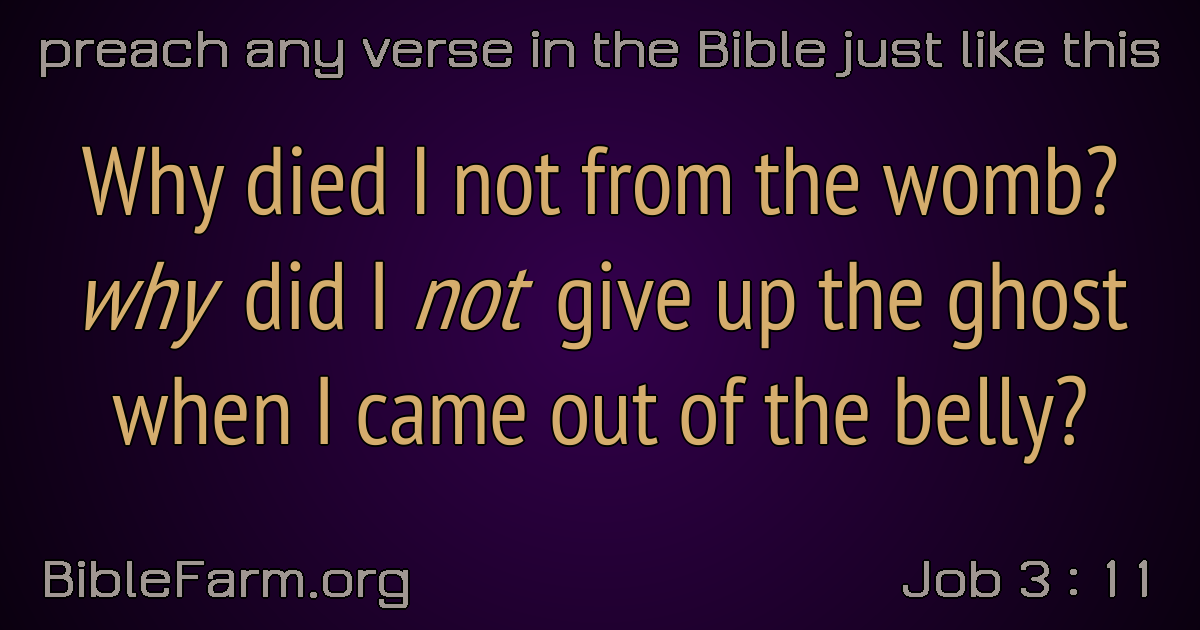 preach any verse in the Bible just like this
Why died I not from the womb?
why did I not give up the ghost
when I came out of the belly?
BibleFarm.org
Job 3 : 11